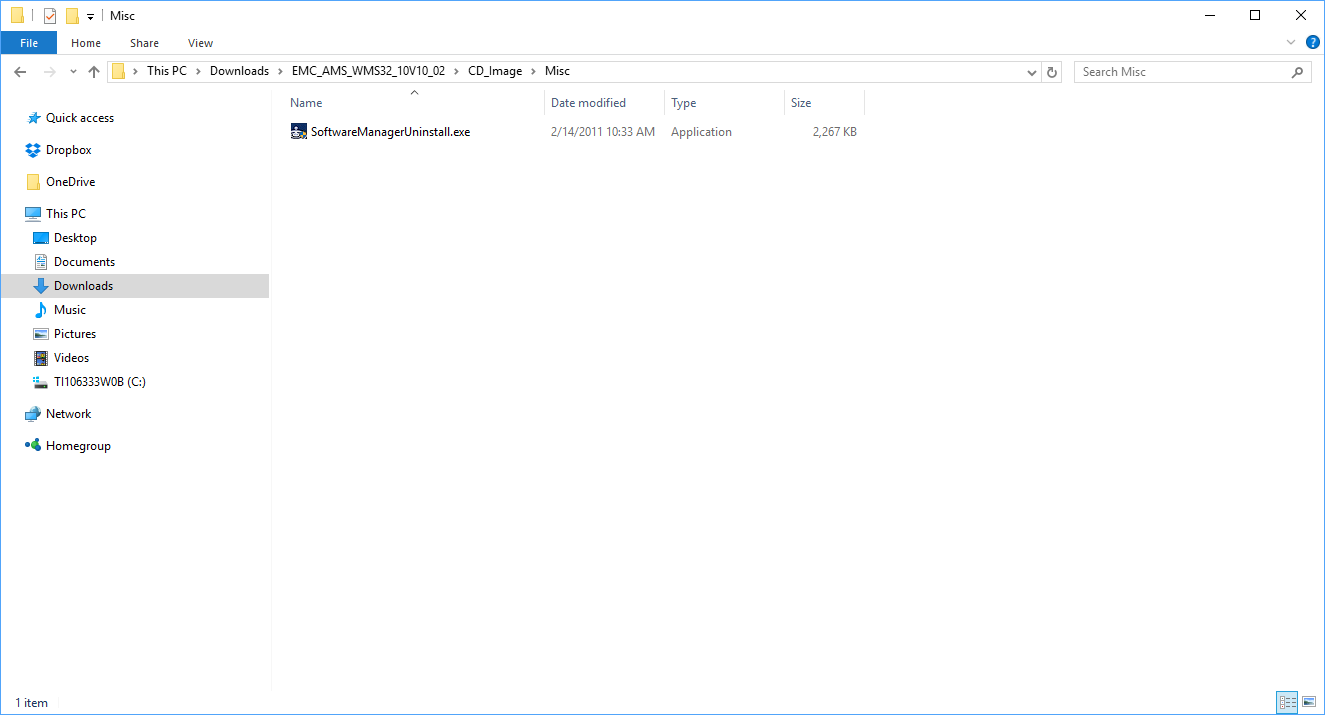 Misc
File Home Share View
This PC Downloads EMC_AMS_WMS32_10V10_02 CD_Image Misc
Search Misc
Name Date modified Type Size
SoftwareManagerUninstall.exe 2/14/2011 10:33 AM Application 2,267 KB
Quick access
Dropbox
OneDrive
This PC
Desktop
Documents
Downloads
Music
Pictures
Videos
TI106333W0B (C:)
Network
Homegroup
1 item